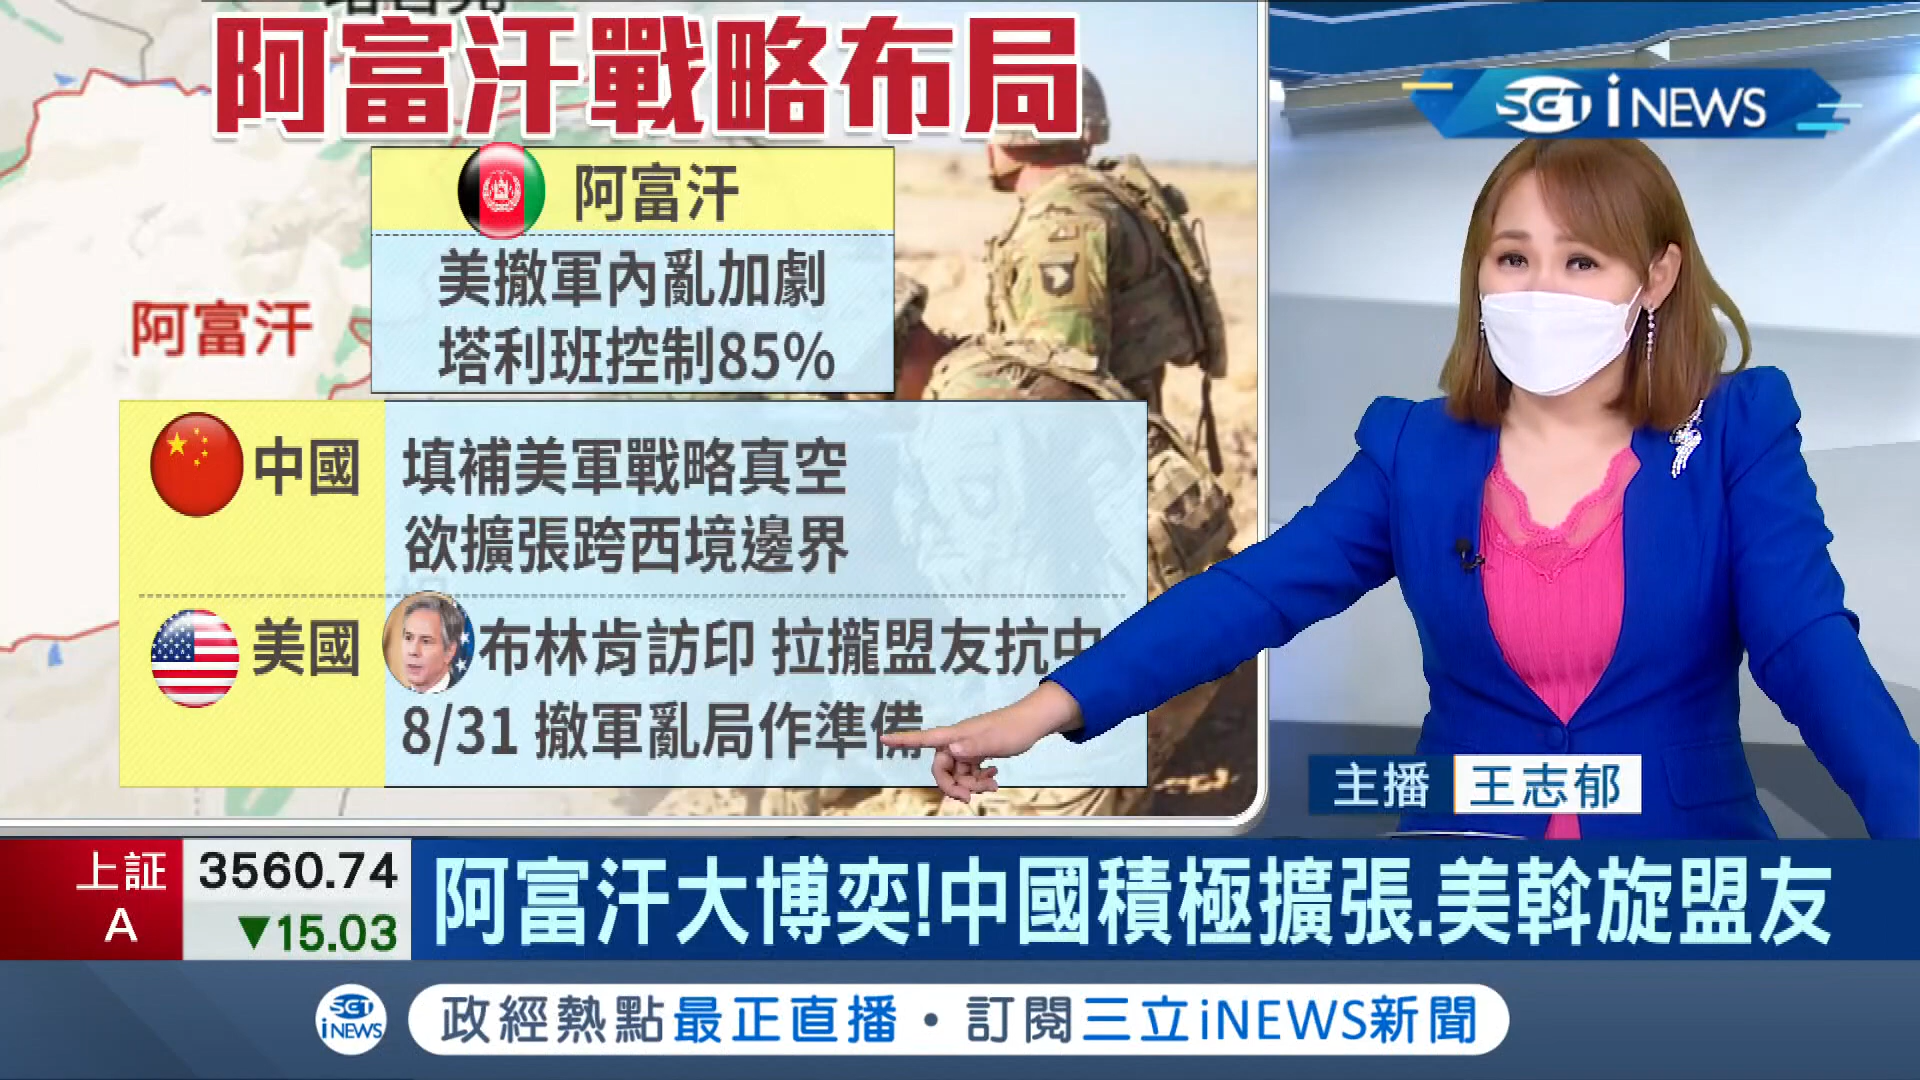 阿富汗戰略布局
SET iNEWS
阿富汗
美撤軍內亂加劇
塔利班控制85%
阿富汗
中國
填補美軍戰略真空
欲擴張跨西境邊界
美國
布林肯訪印 拉攏盟友抗中
8/31 撤軍亂局作準備
主播 王志郁
上証
A
3560.74
▼15.03
阿富汗大博奕!中國積極擴張.美斡旋盟友
SET iNEWS
政經熱點最正直播・訂閱三立iNEWS新聞